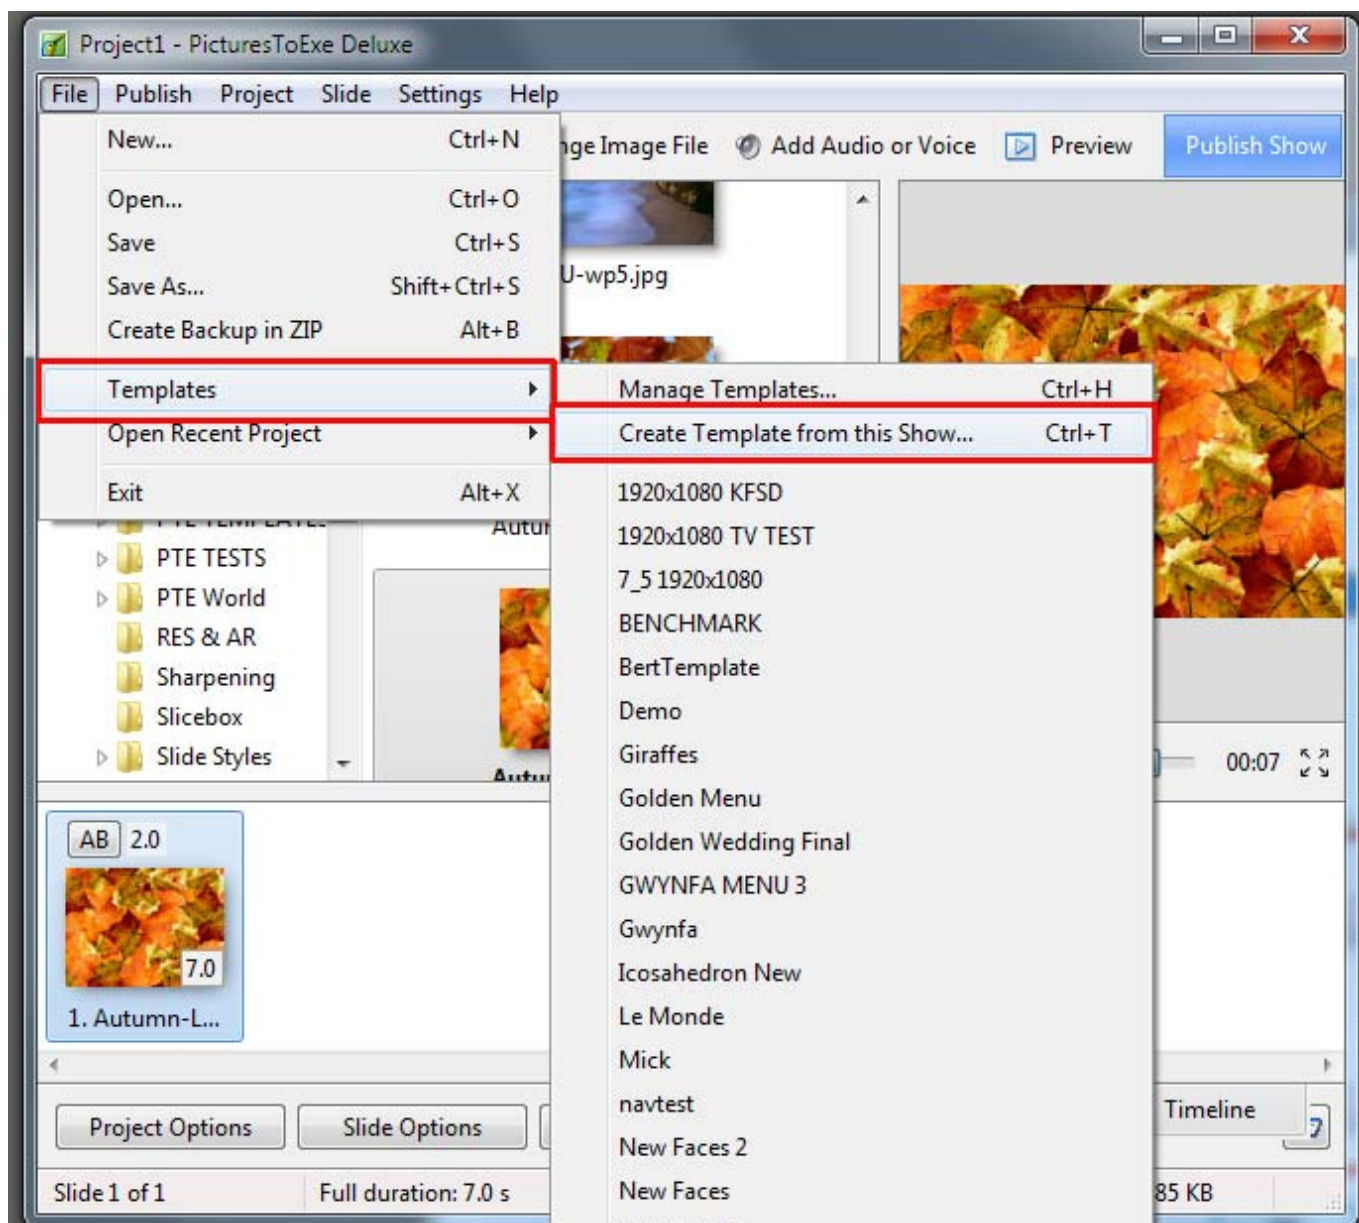 Project1 - PicturesToExe Deluxe
File Publish Project Slide Settings Help
New... Ctrl+N
Image File Add Audio or Voice Preview Publish Show
Open... Ctrl+O
Save Ctrl+S
U-wp5.jpg
Save As... Shift+Ctrl+S
Create Backup in ZIP Alt+B
Templates
Manage Templates... Ctrl+H
Open Recent Project
Create Template from this Show... Ctrl+T
Exit Alt+X
1920x1080 KFSD
1920x1080 TV TEST
7_5 1920x1080
BENCHMARK
BertTemplate
Demo
Giraffes
Golden Menu
Golden Wedding Final
GWYNFA MENU 3
Gwynfa
Icosahedron New
Le Monde
Mick
navtest
New Faces 2
New Faces
PTE TEMPLATES
PTE TESTS
PTE World
RES & AR
Sharpening
Slicebox
Slide Styles
00:07
AB 2.0
7.0
1. Autumn-L...
Project Options Slide Options
Timeline
Slide 1 of 1 Full duration: 7.0 s
85 KB